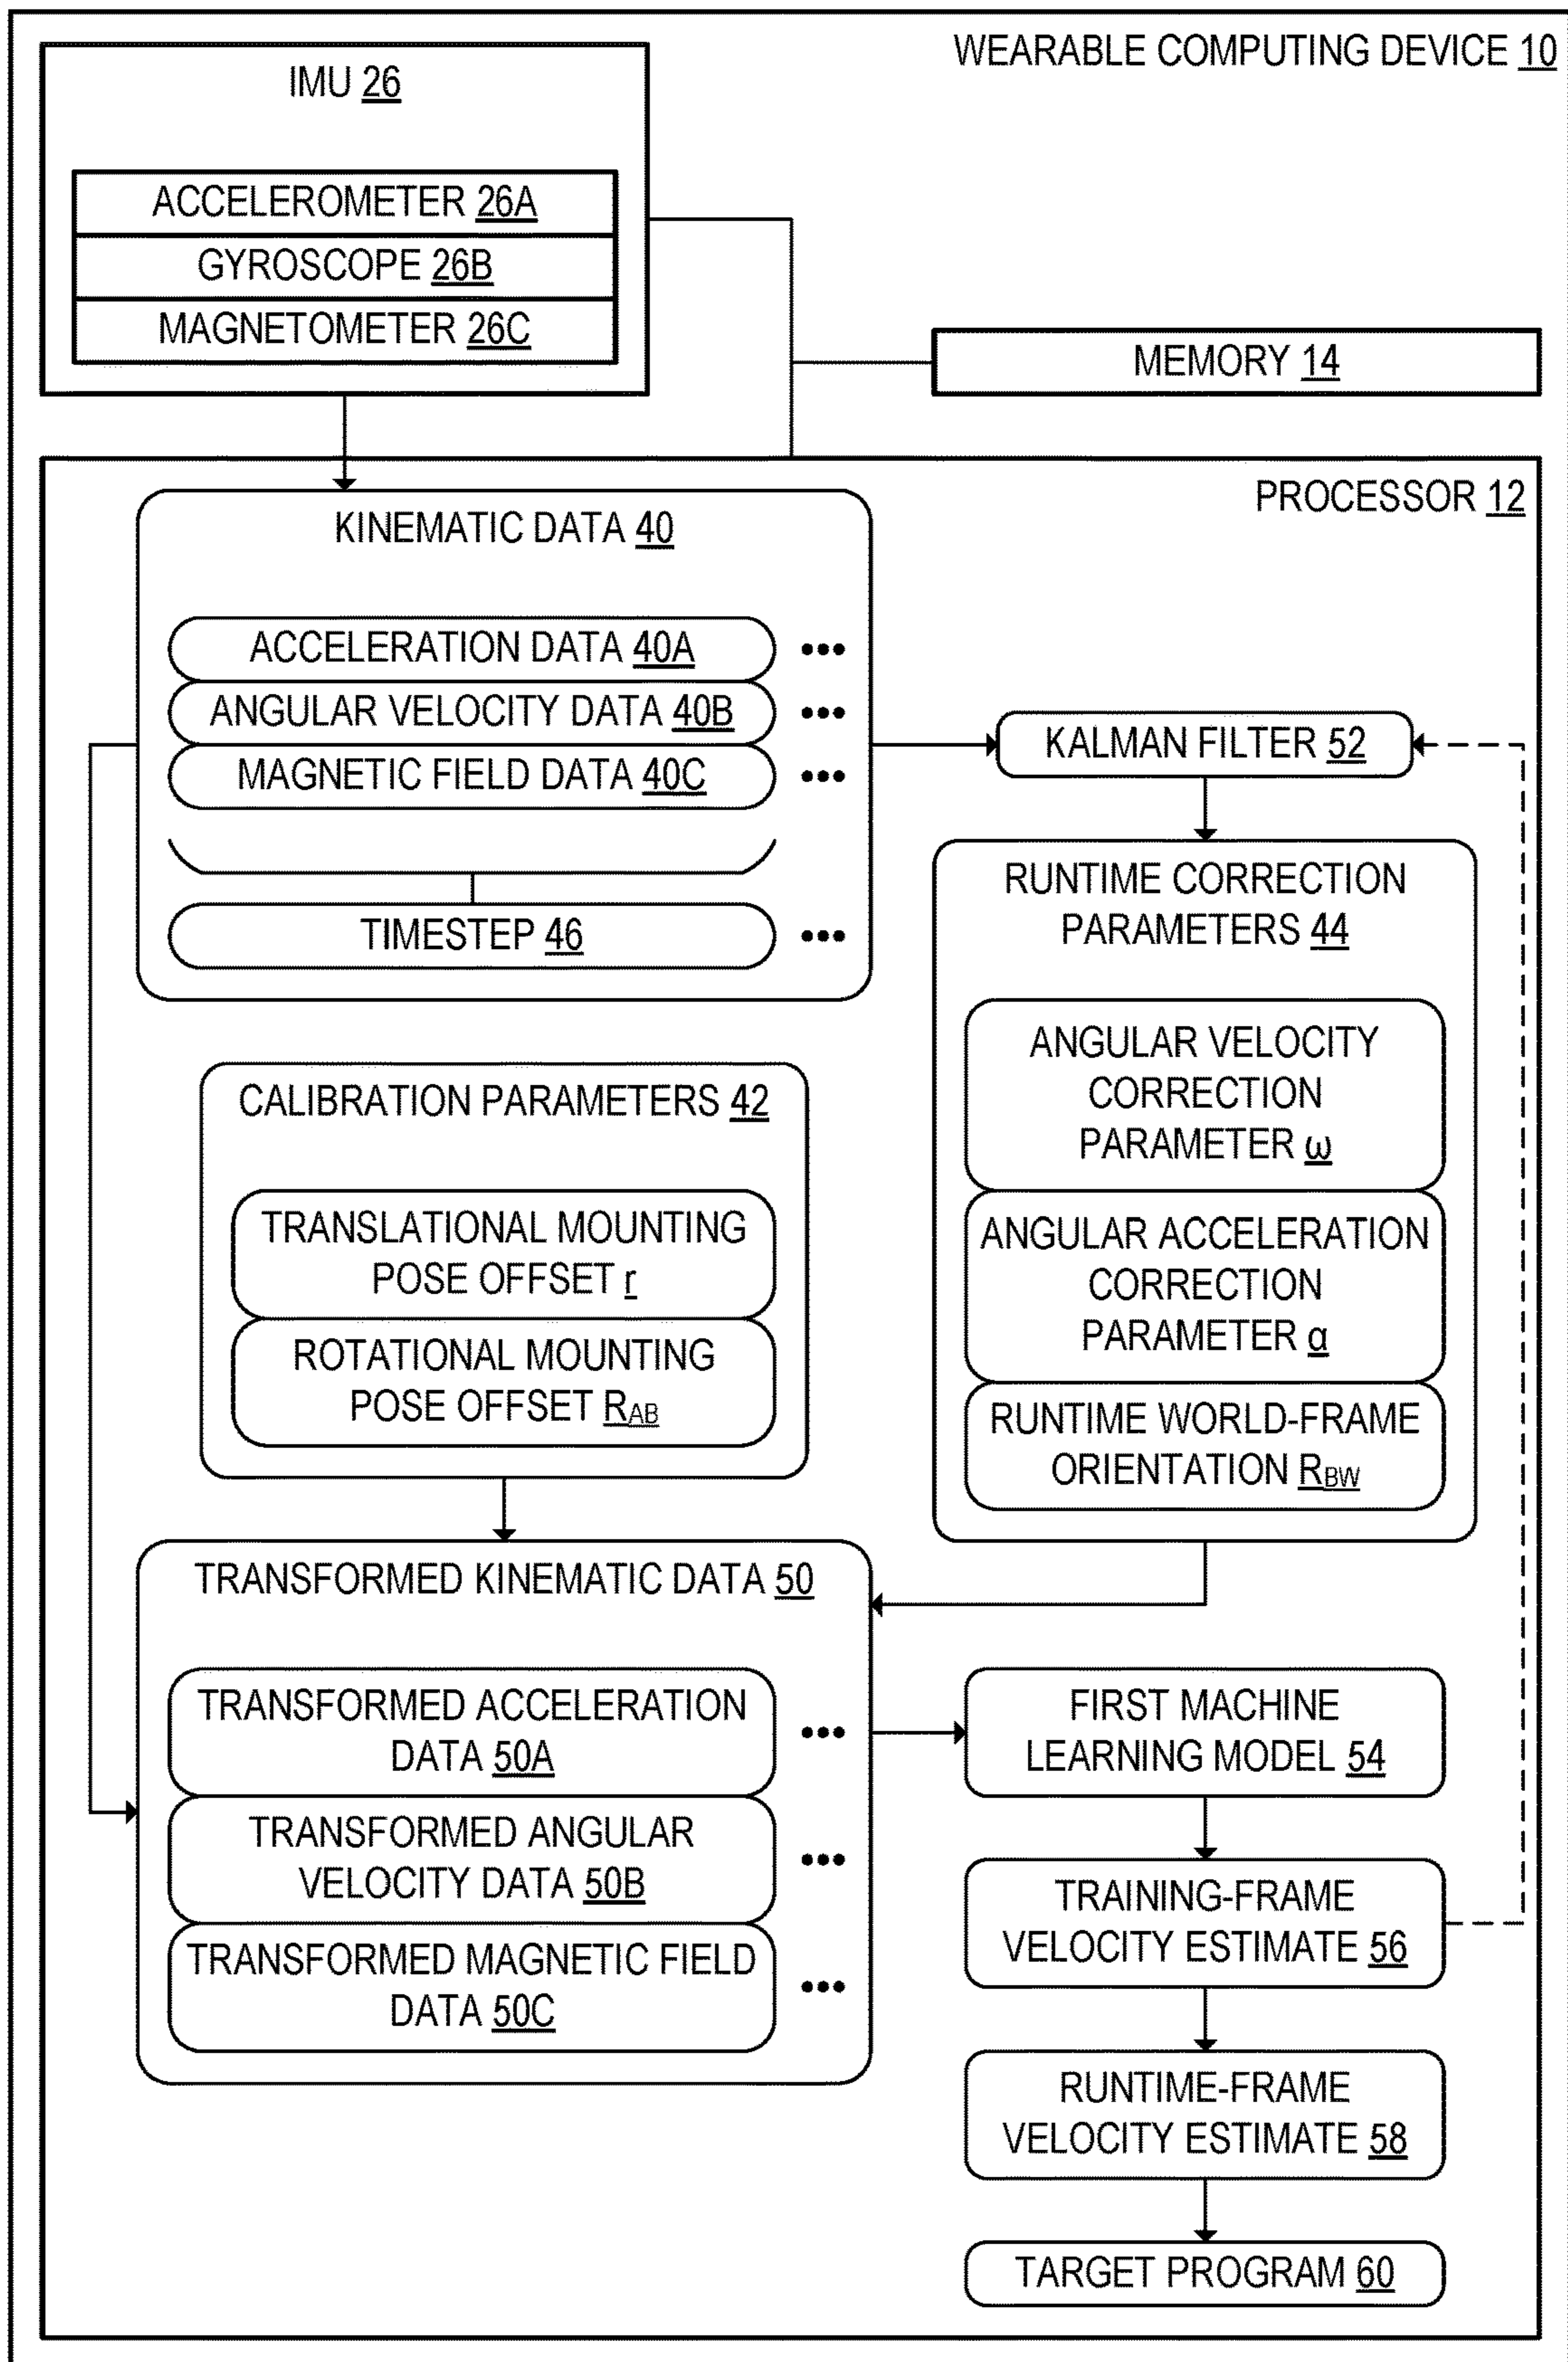 WEARABLE COMPUTING DEVICE 10
IMU 26
ACCELEROMETER 26A
GYROSCOPE 26B
MAGNETOMETER 26C
MEMORY 14
PROCESSOR 12
KINEMATIC DATA 40
ACCELERATION DATA 40A
ANGULAR VELOCITY DATA 40B
MAGNETIC FIELD DATA 40C
TIMESTEP 46
KALMAN FILTER 52
RUNTIME CORRECTION
PARAMETERS 44
ANGULAR VELOCITY
CORRECTION
PARAMETER ω
ANGULAR ACCELERATION
CORRECTION
PARAMETER α
RUNTIME WORLD-FRAME
ORIENTATION RBW
CALIBRATION PARAMETERS 42
TRANSLATIONAL MOUNTING
POSE OFFSET r
ROTATIONAL MOUNTING
POSE OFFSET RAB
TRANSFORMED KINEMATIC DATA 50
TRANSFORMED ACCELERATION
DATA 50A
TRANSFORMED ANGULAR
VELOCITY DATA 50B
TRANSFORMED MAGNETIC FIELD
DATA 50C
FIRST MACHINE
LEARNING MODEL 54
TRAINING-FRAME
VELOCITY ESTIMATE 56
RUNTIME-FRAME
VELOCITY ESTIMATE 58
TARGET PROGRAM 60